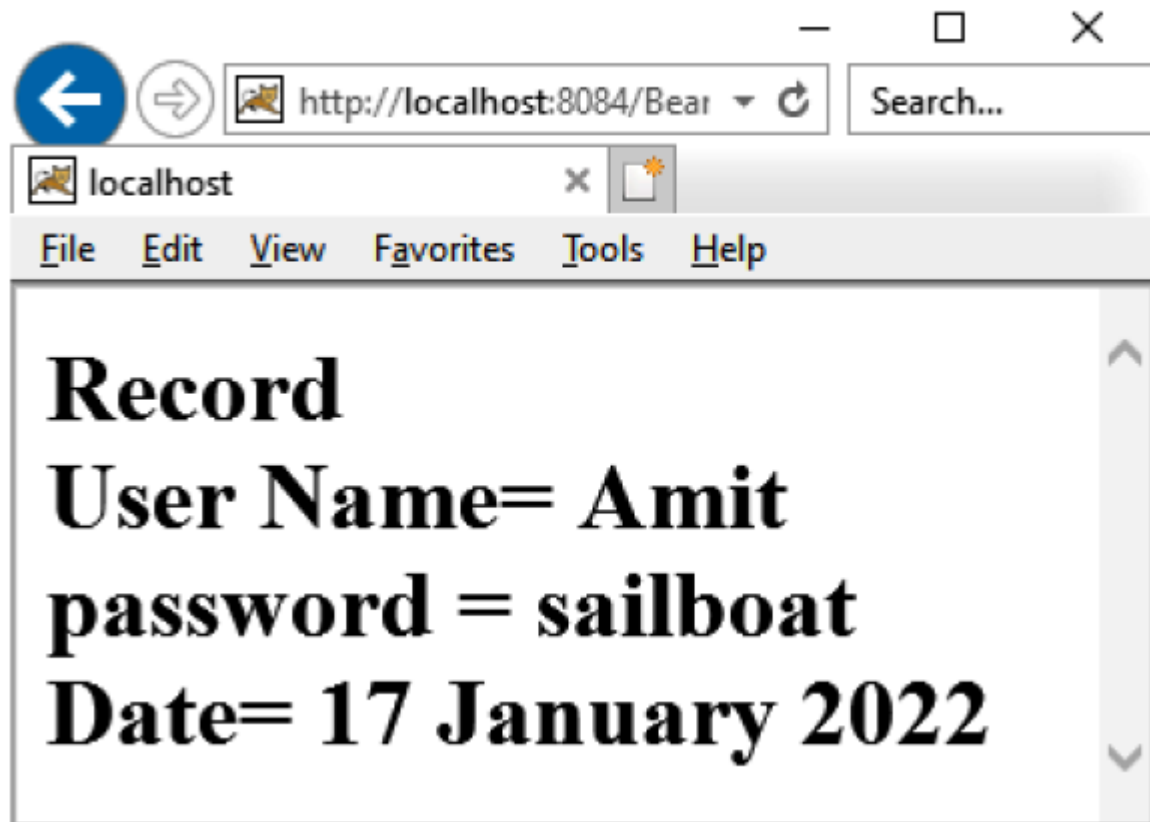 http://localhost:8084/Bear
Search...
localhost
File Edit View Favorites Tools Help
Record
User Name= Amit
password = sailboat
Date= 17 January 2022